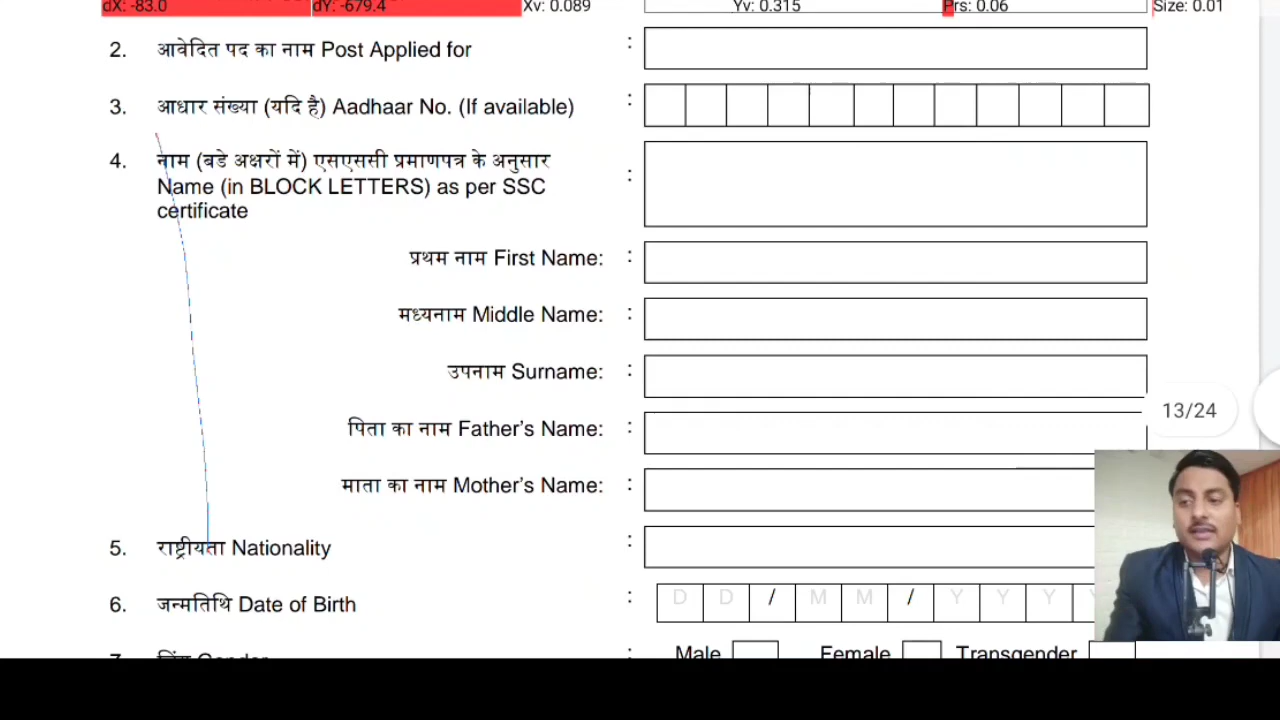 dX: -83.0 dY: -679.4 Xv: 0.089 Yv: 0.315 Prs: 0.06 Size: 0.01
2. आवेदित पद का नाम Post Applied for :
3. आधार संख्या (यदि है) Aadhaar No. (If available) :
4. नाम (बडे अक्षरों में) एसएससी प्रमाणपत्र के अनुसार :
Name (in BLOCK LETTERS) as per SSC
certificate
प्रथम नाम First Name: :
मध्यनाम Middle Name: :
उपनाम Surname: :
13/24
पिता का नाम Father’s Name: :
माता का नाम Mother’s Name: :
5. राष्ट्रीयता Nationality :
6. जन्मतिथि Date of Birth : D D / M M / Y Y Y
7. लिंग Gender : Male Female Transgender